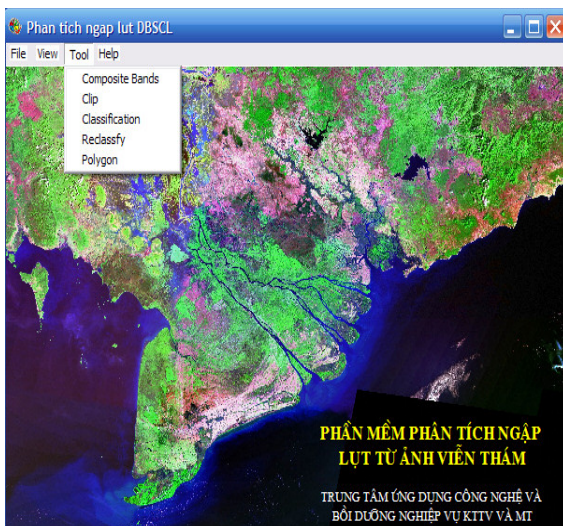 Phan tich ngap lut DBSCL
File View Tool Help
Composite Bands
Clip
Classification
Reclassfy
Polygon
PHẦN MỀM PHÂN TÍCH NGẬP
LỤT TỪ ẢNH VIỄN THÁM
TRUNG TÂM ỨNG DỤNG CÔNG NGHỆ VÀ
BỒI DƯỠNG NGHIỆP VỤ KTTV VÀ MT